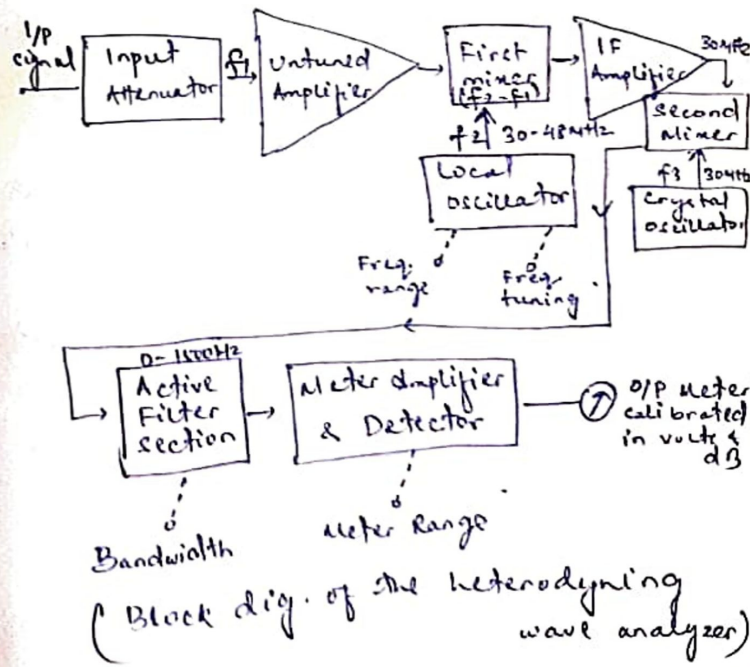 I/P
signal
Input
Attenuator
f1
Untuned
Amplifier
First
mixer
(f2-f1)
IF
Amplifier
30MHz
Second
Mixer
f2 30-48MHz
Local
Oscillator
f3 30MHz
Crystal
Oscillator
Freq.
range
Freq.
tuning
Active
Filter
section
Meter Amplifier
& Detector
O/P Meter
calibrated
in volts &
dB
Bandwidth
Meter Range
(Block dig. of the heterodyning
wave analyzer)